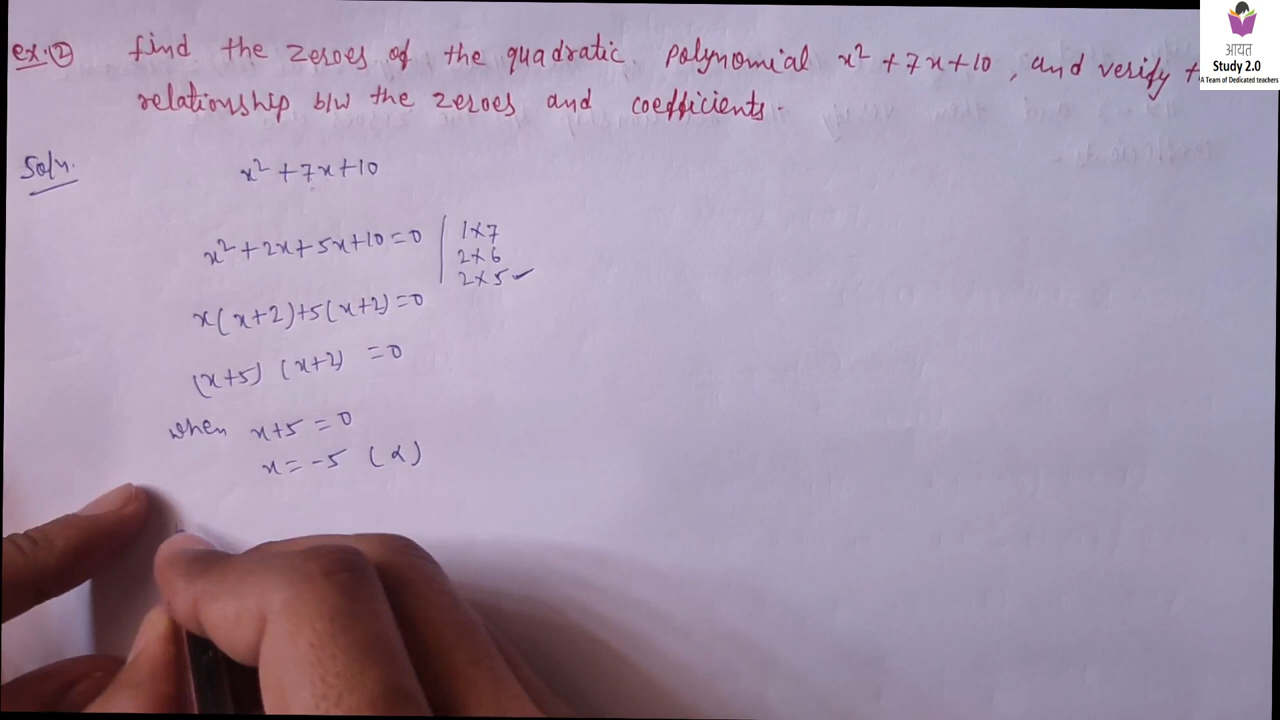 ex.② find the zeroes of the quadratic polynomial x² + 7x + 10, and verify
relationship b/w the zeroes and coefficients.
Soln.
x² + 7x + 10
x² + 2x + 5x + 10 = 0
1 x 7
2 x 6
2 x 5 ✓
x(x+2)+5(x+2) = 0
(x+5) (x+2) = 0
when x+5 = 0
x = -5 (α)
आयत
Study 2.0
A Team of Dedicated teachers